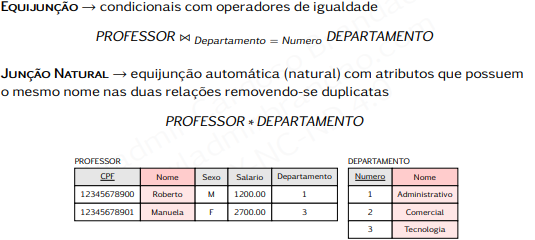 EQUIJUNÇÃO → condicionais com operadores de igualdade
PROFESSOR ⋈ Departamento = Numero DEPARTAMENTO
JUNÇÃO NATURAL → equijunção automática (natural) com atributos que possuem
o mesmo nome nas duas relações removendo-se duplicatas
PROFESSOR * DEPARTAMENTO
PROFESSOR DEPARTAMENTO
CPF Nome Sexo Salario Departamento Numero Nome
12345678900 Roberto M 1200.00 1 1 Administrativo
12345678901 Manuela F 2700.00 3 2 Comercial
3 Tecnologia